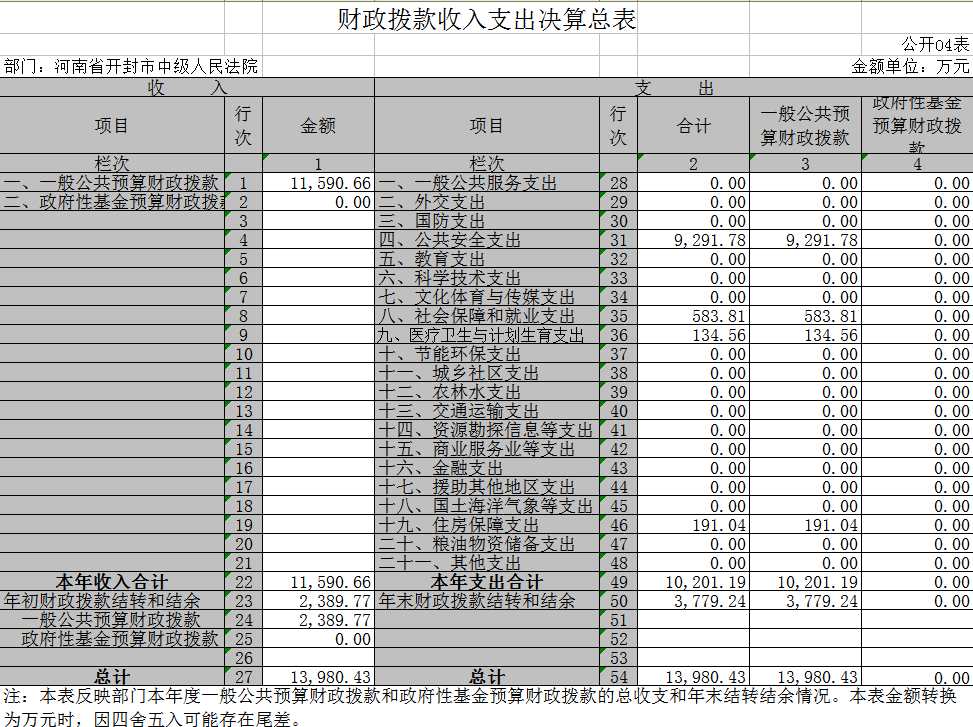 财政拨款收入支出决算总表
公开04表
部门：河南省开封市中级人民法院 金额单位：万元
收 入 支 出
项目 行次 金额 项目 行次 合计 一般公共预算财政拨款 政府性基金预算财政拨款
栏次 1 栏次 2 3 4
一、一般公共预算财政拨款 1 11,590.66 一、一般公共服务支出 28 0.00 0.00 0.00
二、政府性基金预算财政拨 2 0.00 二、外交支出 29 0.00 0.00 0.00
3 三、国防支出 30 0.00 0.00 0.00
4 四、公共安全支出 31 9,291.78 9,291.78 0.00
5 五、教育支出 32 0.00 0.00 0.00
6 六、科学技术支出 33 0.00 0.00 0.00
7 七、文化体育与传媒支出 34 0.00 0.00 0.00
8 八、社会保障和就业支出 35 583.81 583.81 0.00
9 九、医疗卫生与计划生育支出 36 134.56 134.56 0.00
10 十、节能环保支出 37 0.00 0.00 0.00
11 十一、城乡社区支出 38 0.00 0.00 0.00
12 十二、农林水支出 39 0.00 0.00 0.00
13 十三、交通运输支出 40 0.00 0.00 0.00
14 十四、资源勘探信息等支出 41 0.00 0.00 0.00
15 十五、商业服务业等支出 42 0.00 0.00 0.00
16 十六、金融支出 43 0.00 0.00 0.00
17 十七、援助其他地区支出 44 0.00 0.00 0.00
18 十八、国土海洋气象等支出 45 0.00 0.00 0.00
19 十九、住房保障支出 46 191.04 191.04 0.00
20 二十、粮油物资储备支出 47 0.00 0.00 0.00
21 二十一、其他支出 48 0.00 0.00 0.00
本年收入合计 22 11,590.66 本年支出合计 49 10,201.19 10,201.19 0.00
年初财政拨款结转和结余 23 2,389.77 年末财政拨款结转和结余 50 3,779.24 3,779.24 0.00
一般公共预算财政拨款 24 2,389.77 51
政府性基金预算财政拨款 25 0.00 52
26 53
总计 27 13,980.43 总计 54 13,980.43 13,980.43 0.00
注：本表反映部门本年度一般公共预算财政拨款和政府性基金预算财政拨款的总收支和年末结转结余情况。本表金额转换
为万元时，因四舍五入可能存在尾差。